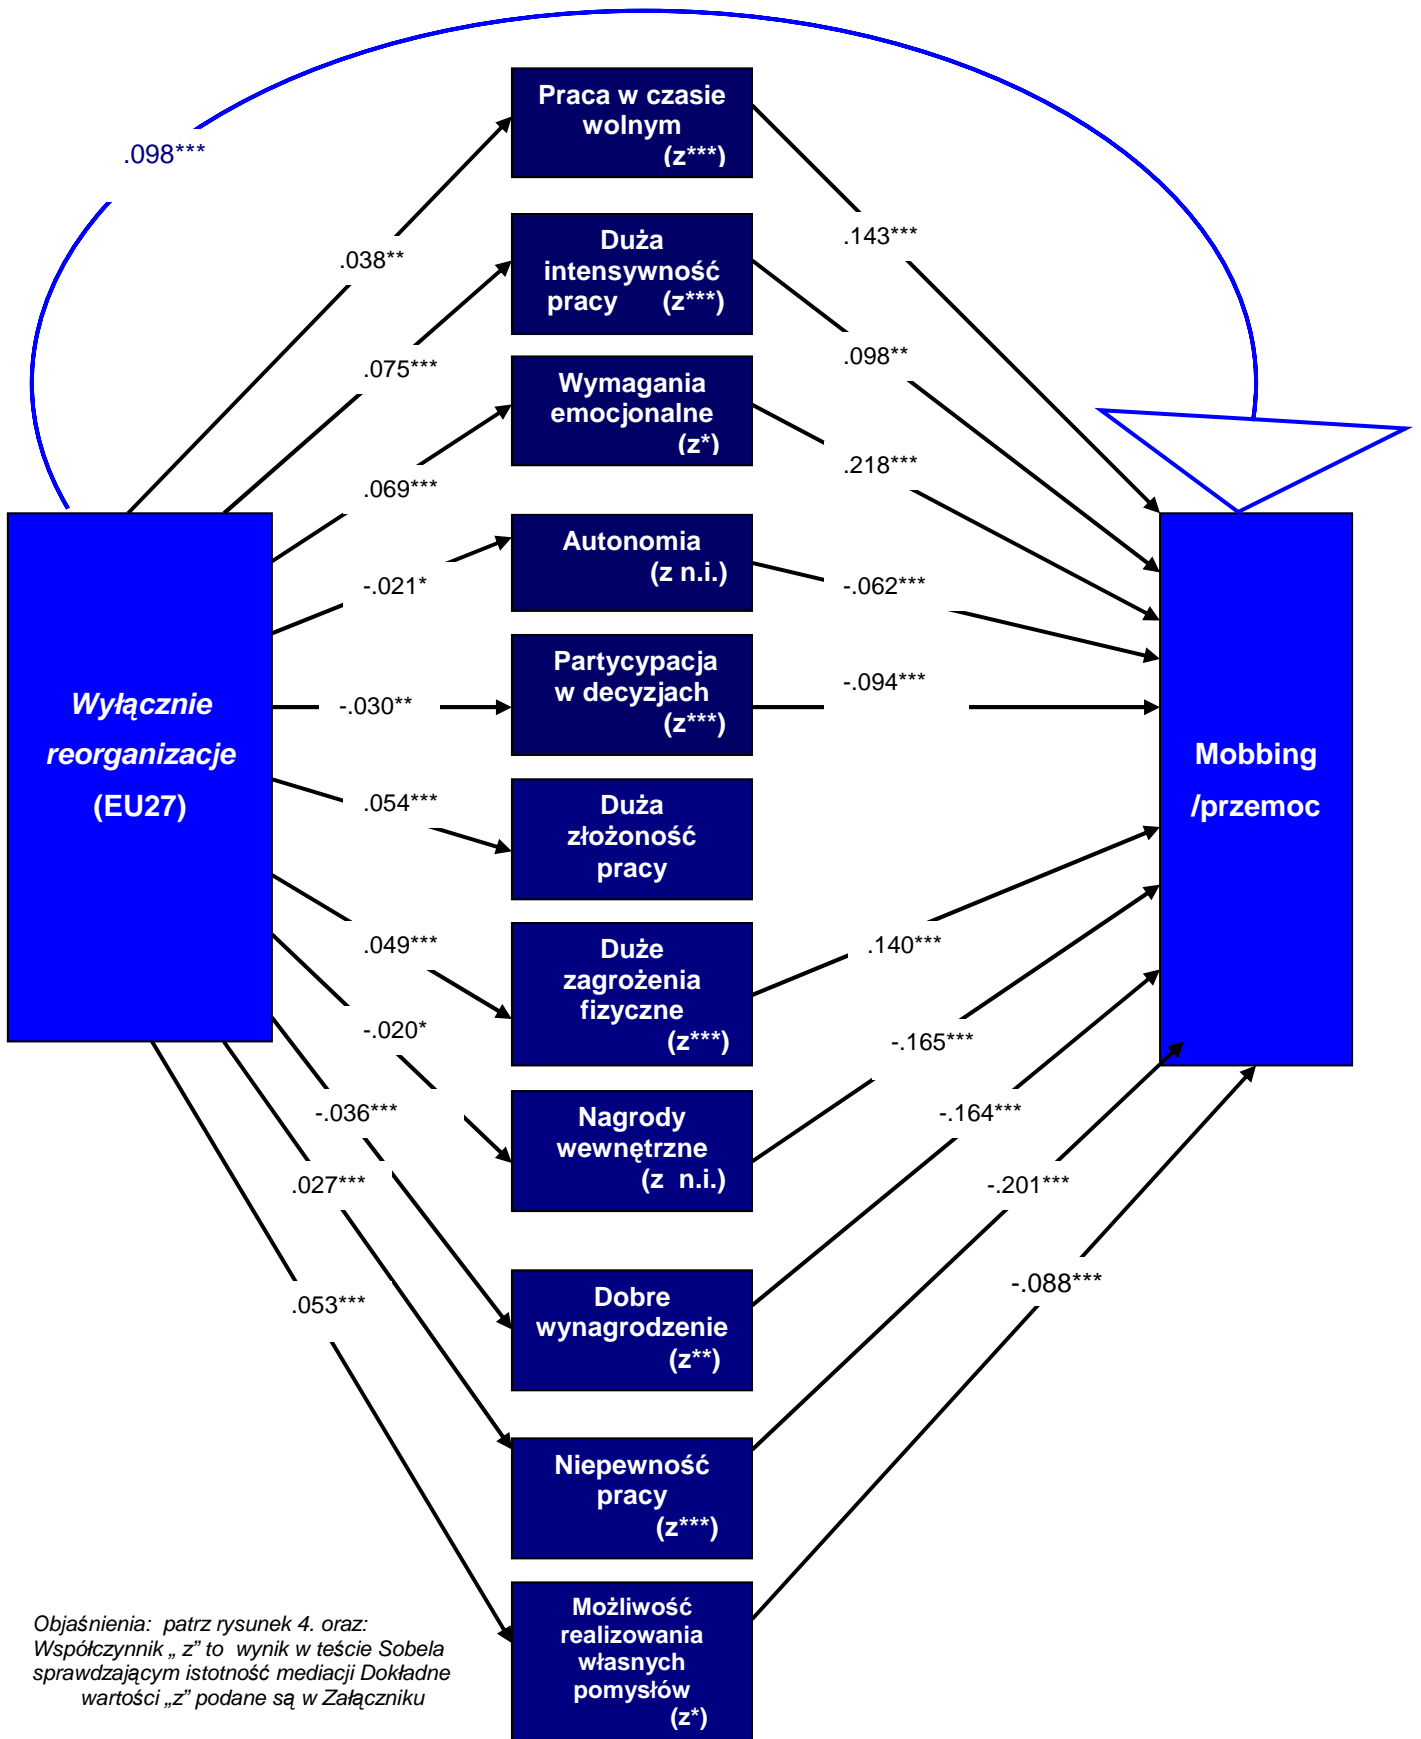 Praca w czasie
wolnym
(z***)
.098***
Duża
intensywność
pracy (z***)
.143***
.038**
.098**
.075***
Wymagania
emocjonalne
(z*)
.218***
.069***
Autonomia
(z n.i.)
-.021*
-.062***
Partycypacja
w decyzjach
(z***)
-.030**
-.094***
Wyłącznie
reorganizacje
(EU27)
Mobbing
/przemoc
.054***
Duża
złożoność
pracy
.049***
Duże
zagrożenia
fizyczne
(z***)
.140***
-.020*
-.165***
-.036***
Nagrody
wewnętrzne
(z n.i.)
-.164***
.027***
-.201***
.053***
Dobre
wynagrodzenie
(z**)
-.088***
Niepewność
pracy
(z***)
Możliwość
realizowania
własnych
pomysłów
(z*)
Objaśnienia: patrz rysunek 4. oraz:
Współczynnik „ z” to wynik w teście Sobela
sprawdzającym istotność mediacji Dokładne
wartości „z” podane są w Załączniku